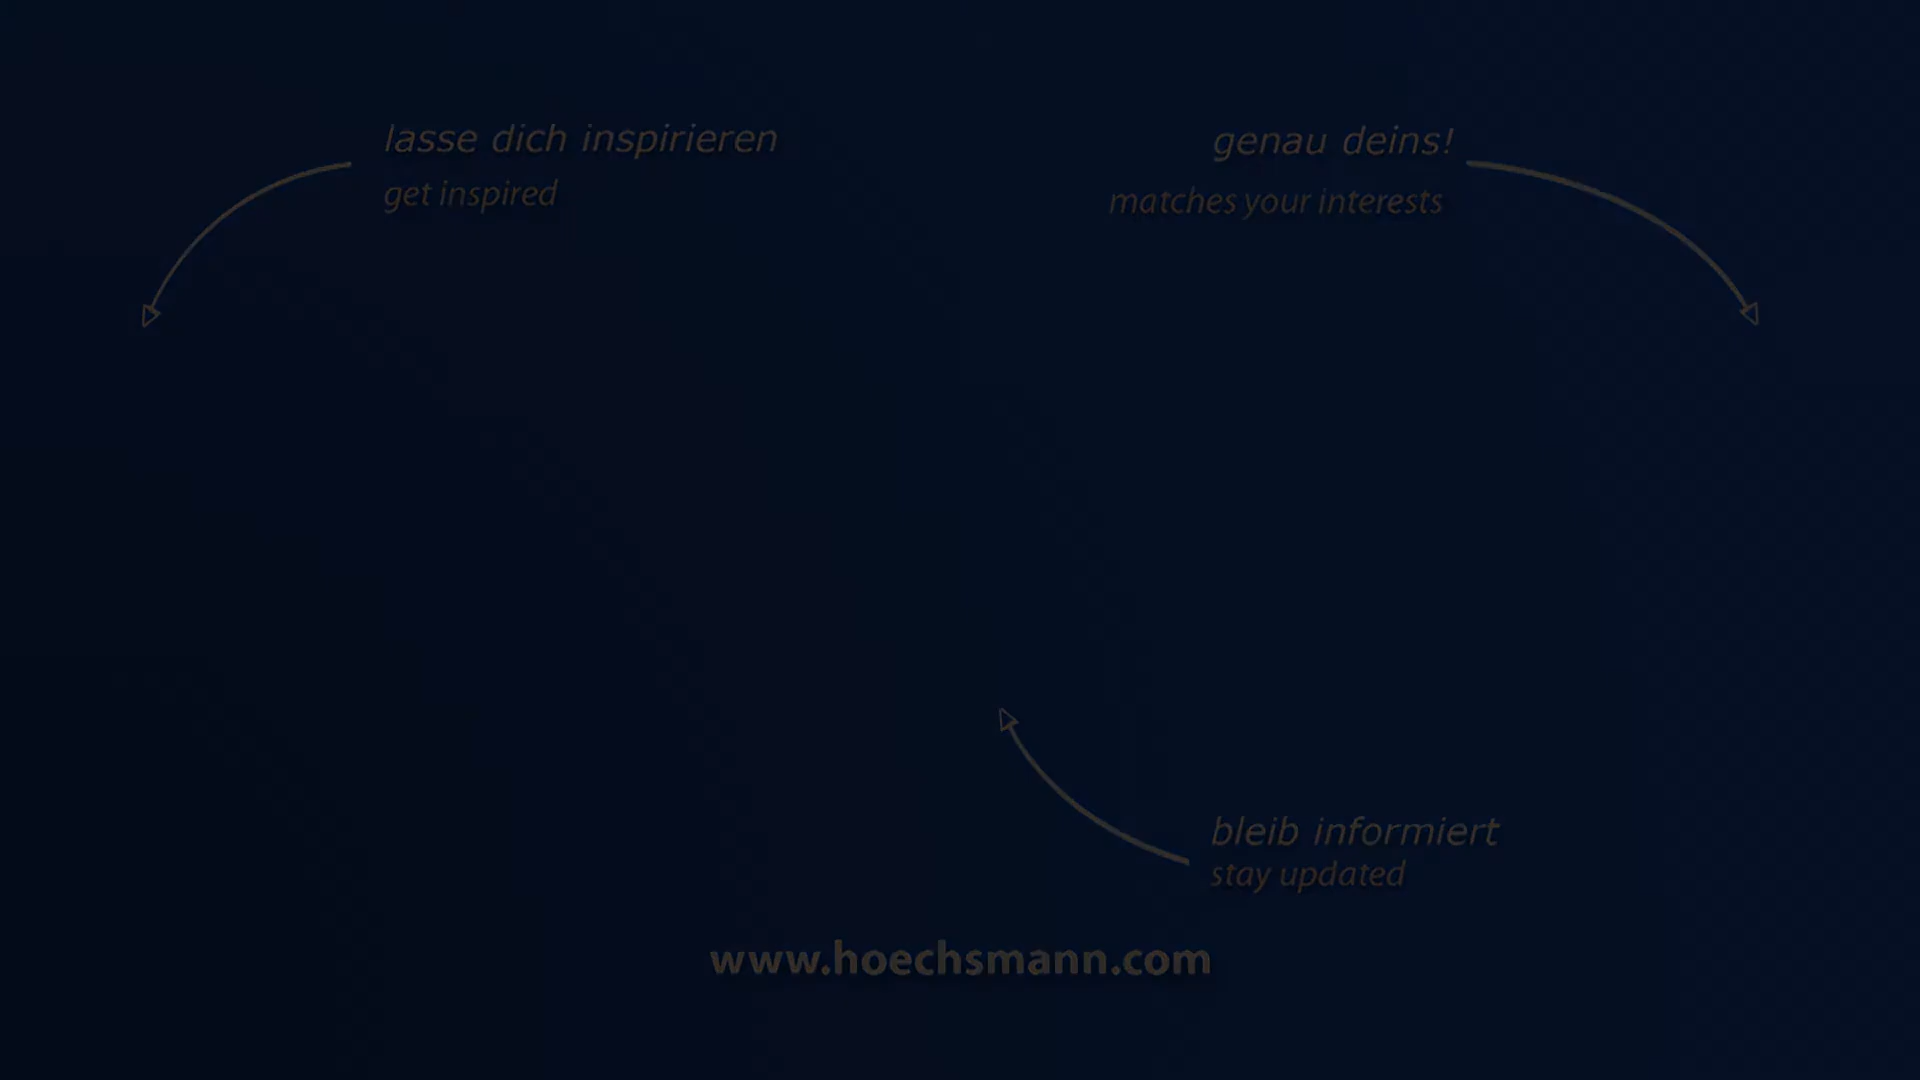 lasse dich inspirieren
get inspired
genau deins!
matches your interests
bleib informiert
stay updated
www.hoechsmann.com